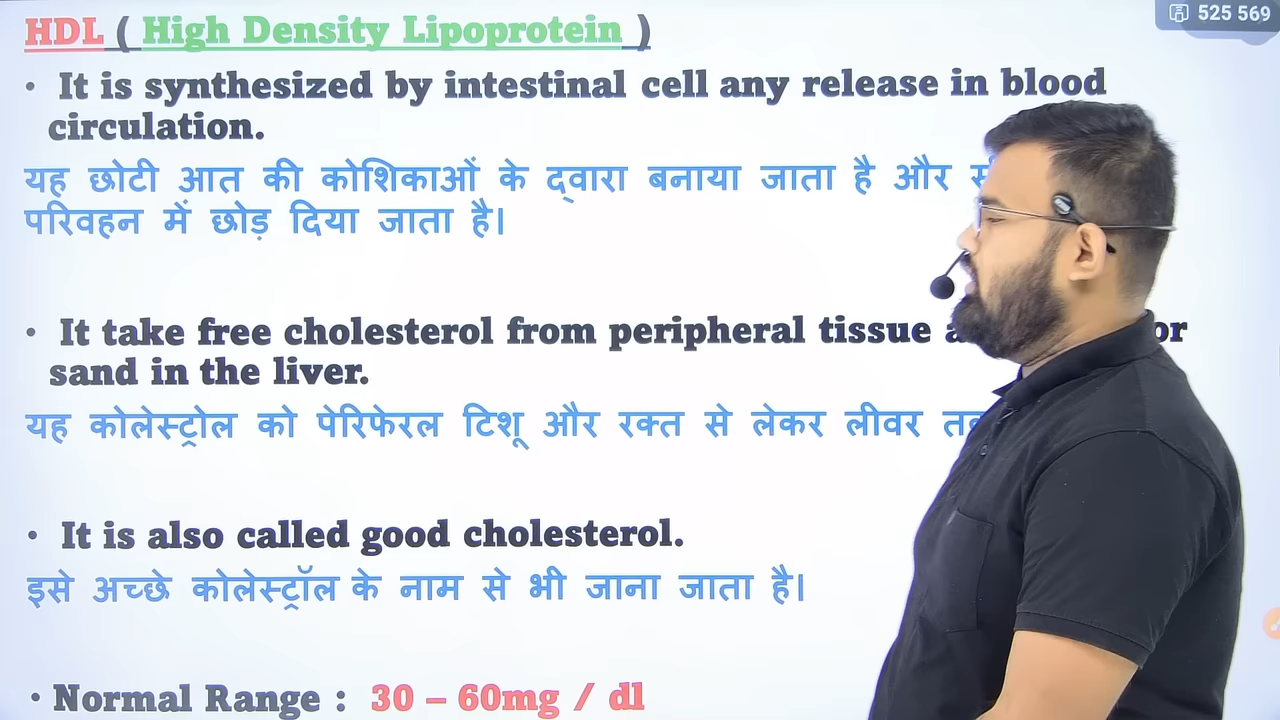 HDL ( High Density Lipoprotein )
525 569
• It is synthesized by intestinal cell any release in blood
circulation.
यह छोटी आत की कोशिकाओं के द्वारा बनाया जाता है और
परिवहन में छोड़ दिया जाता है।
• It take free cholesterol from peripheral tissue or
sand in the liver.
यह कोलेस्ट्रोल को पेरिफेरल टिशू और रक्त से लेकर लीवर
• It is also called good cholesterol.
इसे अच्छे कोलेस्ट्रॉल के नाम से भी जाना जाता है।
• Normal Range : 30 – 60mg / dl